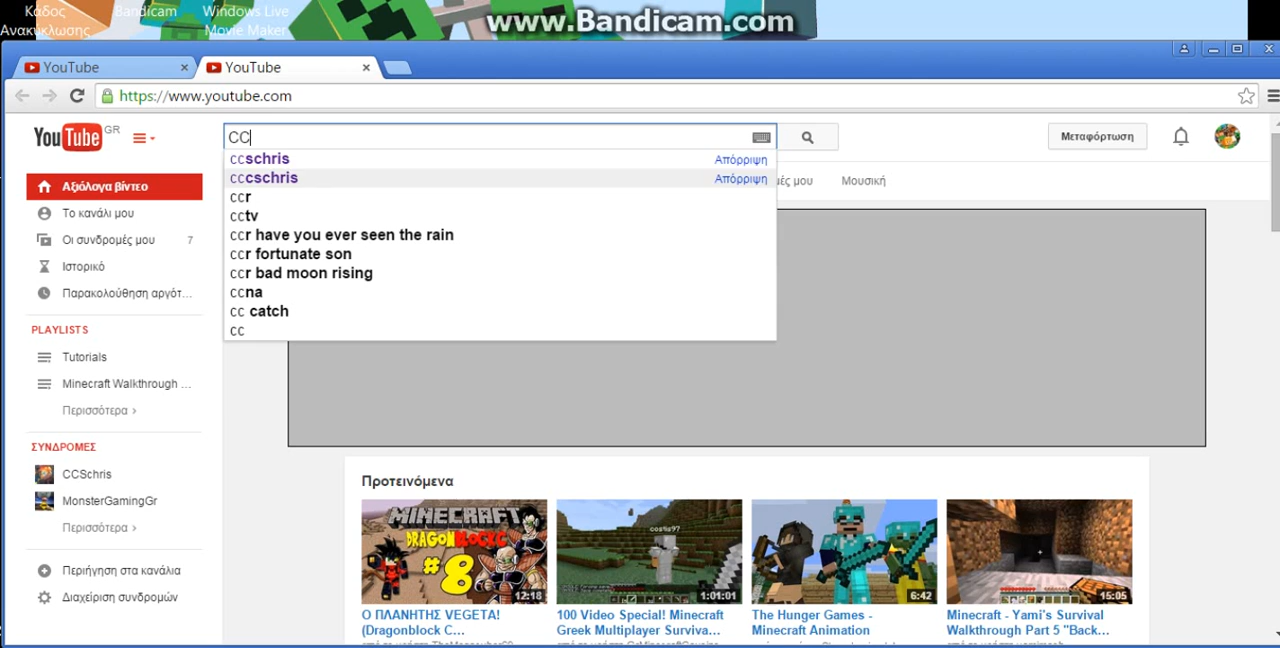 Κάδος
Ανακύκλωσης
Bandicam
Windows Live
Movie Maker
www.Bandicam.com
YouTube
YouTube
https://www.youtube.com
YouTube GR
CC
Μεταφόρτωση
ccschris Απόρριψη
cccschris Απόρριψη
ccr
cctv
ccr have you ever seen the rain
ccr fortunate son
ccr bad moon rising
ccna
cc catch
cc
μου
Μουσική
Αξιόλογα βίντεο
Το κανάλι μου
Οι συνδρομές μου 7
Ιστορικό
Παρακολούθηση αργότ...
PLAYLISTS
Tutorials
Minecraft Walkthrough ...
Περισσότερα ›
ΣΥΝΔΡΟΜΕΣ
CCSchris
MonsterGamingGr
Περισσότερα ›
Περιήγηση στα κανάλια
Διαχείριση συνδρομών
Προτεινόμενα
MINECRAFT
DRAGON BLOCK C
#8
12:18
Ο ΠΛΑΝΗΤΗΣ VEGETA!
(Dragonblock C...
cosnis97
1:01:01
100 Video Special! Minecraft
Greek Multiplayer Surviva...
6:42
The Hunger Games -
Minecraft Animation
15:05
Minecraft - Yami's Survival
Walkthrough Part 5 "Back...